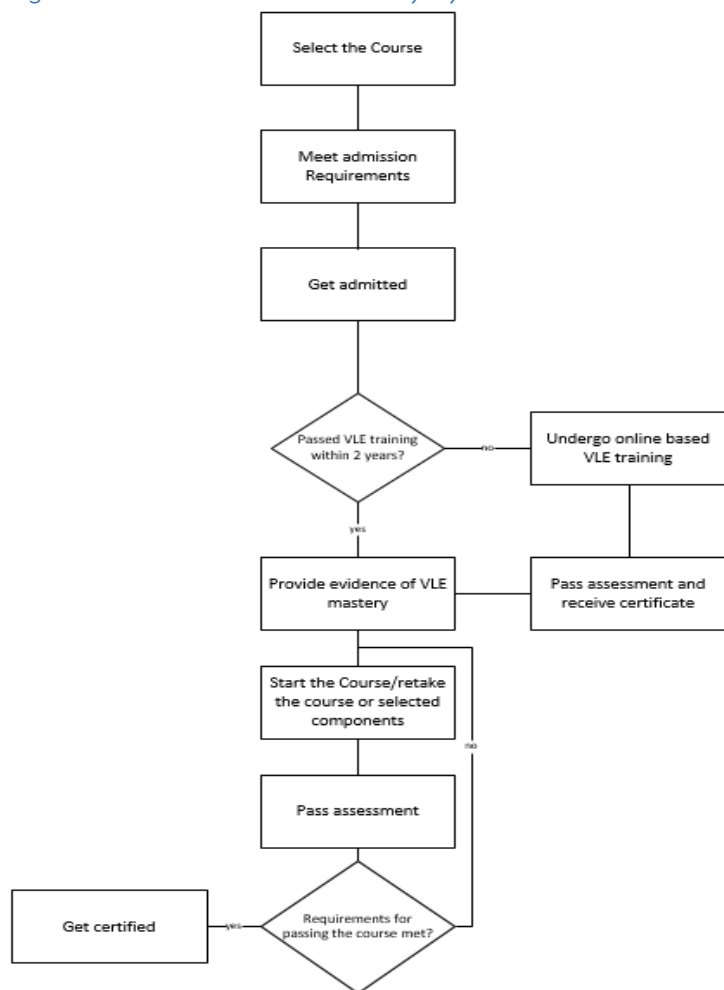 Select the Course
Meet admission
Requirements
Get admitted
Passed VLE training
within 2 years?
no
Undergo online based
VLE training
yes
Provide evidence of VLE
mastery
Pass assessment and
receive certificate
Start the Course/retake
the course or selected
components
no
Pass assessment
Get certified
yes
Requirements for
passing the course met?